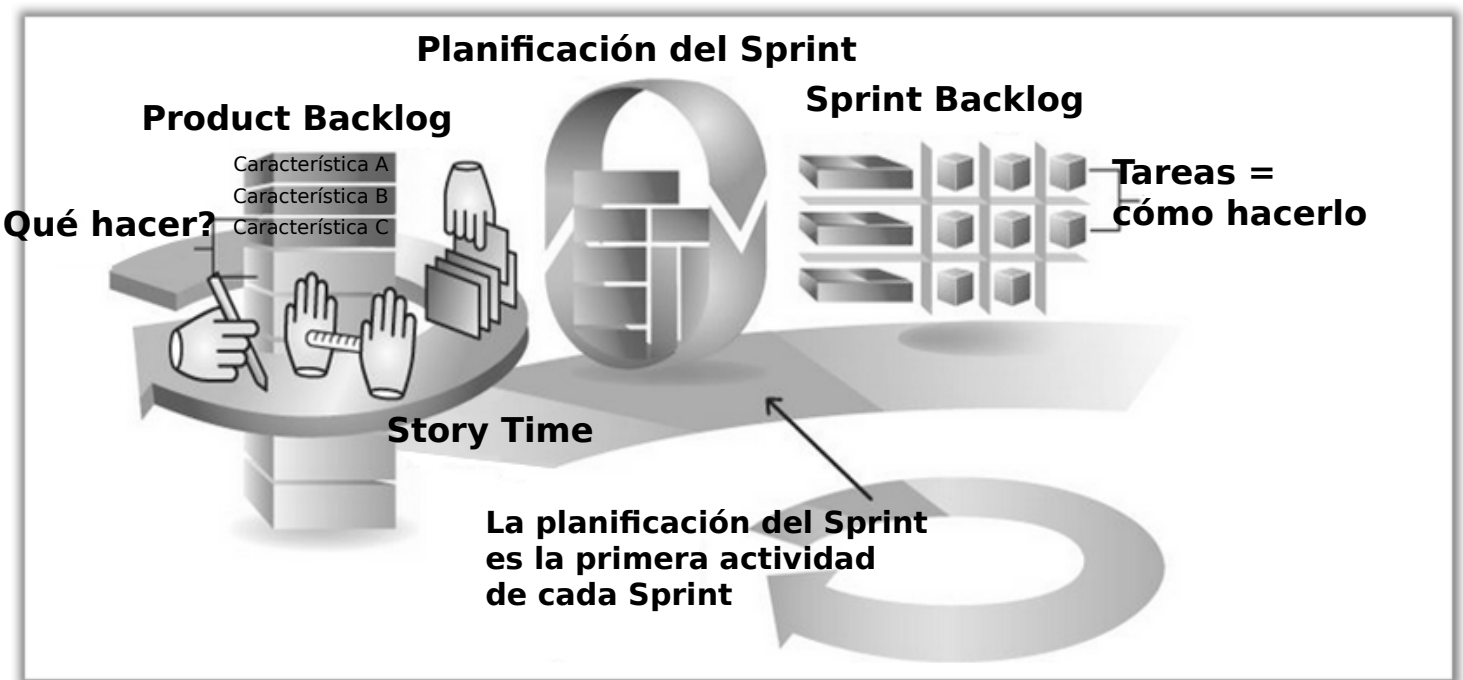 Planificación del Sprint
Product Backlog
Sprint Backlog
Característica A
Característica B
Característica C
Qué hacer?
Tareas =
cómo hacerlo
Story Time
La planificación del Sprint
es la primera actividad
de cada Sprint